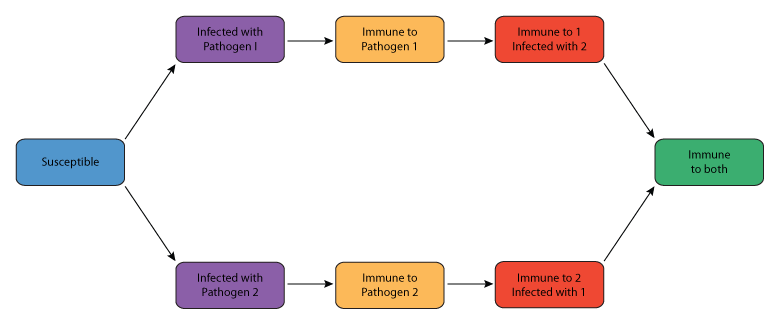 Infected with
Pathogen I
Immune to
Pathogen 1
Immune to 1
Infected with 2
Susceptible
Immune
to both
Infected with
Pathogen 2
Immune to
Pathogen 2
Immune to 2
Infected with 1